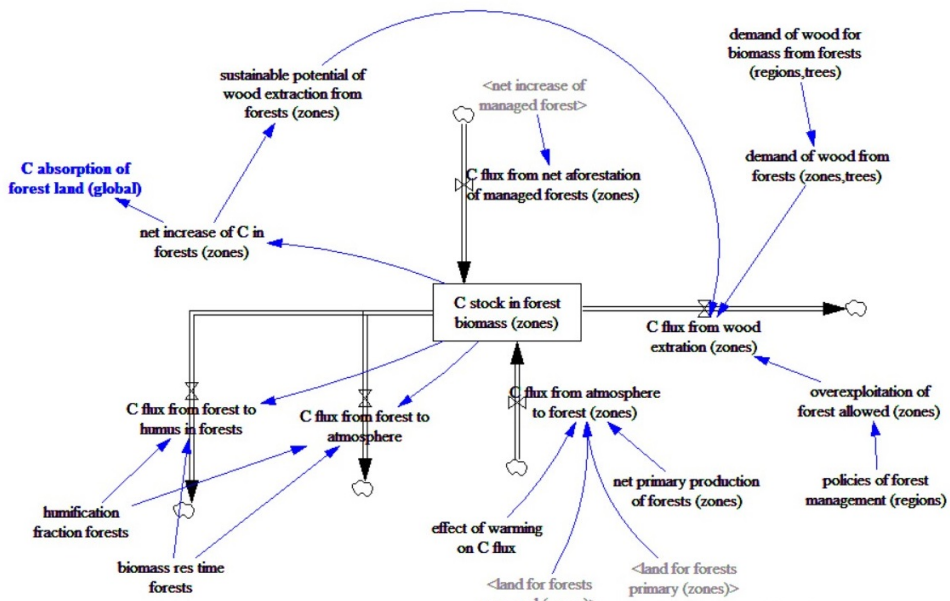 demand of wood for
biomass from forests
(regions,trees)
sustainable potential of
wood extraction from
forests (zones)
<net increase of
managed forest>
C absorption of
forest land (global)
C flux from net aforestation
of managed forests (zones)
demand of wood from
forests (zones,trees)
net increase of C in
forests (zones)
C stock in forest
biomass (zones)
C flux from wood
extration (zones)
C flux from forest to
humus in forests
C flux from forest to
atmosphere
C flux from atmosphere
to forest (zones)
overexploitation of
forest allowed (zones)
humification
fraction forests
net primary production
of forests (zones)
policies of forest
management (regions)
effect of warming
on C flux
biomass res time
forests
<land for forests
<land for forests
primary (zones)>